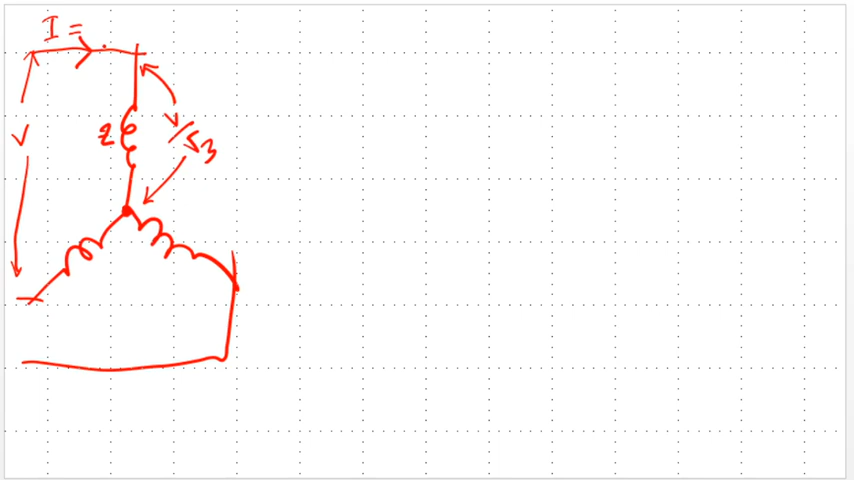 I =
V
Z
V/√3